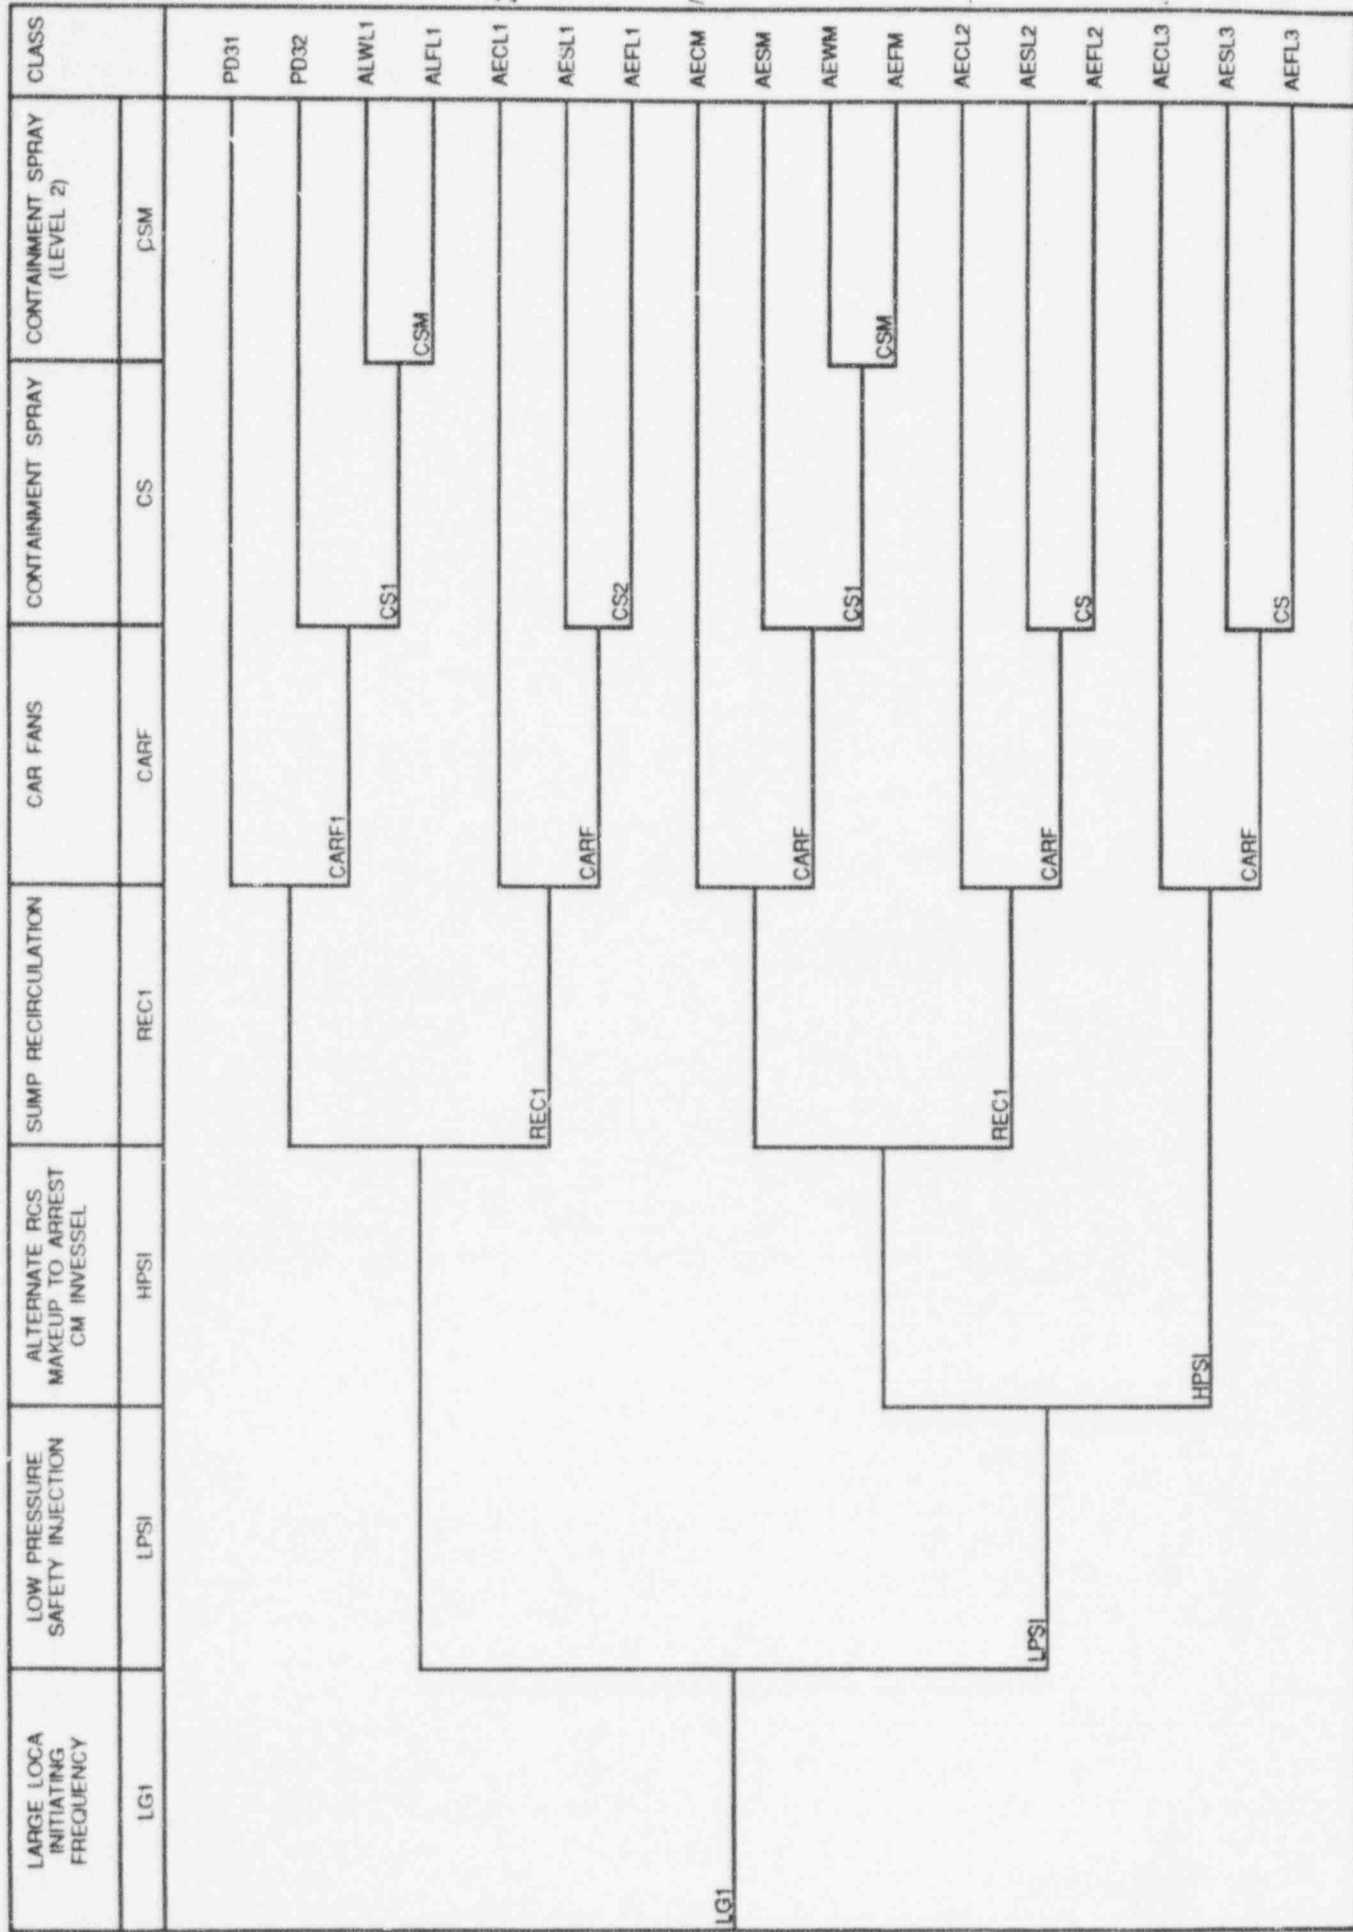 LARGE LOCA
INITIATING
FREQUENCY
LOW PRESSURE
SAFETY INJECTION
ALTERNATE RCS
MAKEUP TO ARREST
CM INVESSEL
SUMP RECIRCULATION
CAR FANS
CONTAINMENT SPRAY
CONTAINMENT SPRAY
(LEVEL 2)
CLASS
LG1
LPSI
HPSI
REC1
CARF
CS
CSM
PD31
PD32
ALWL1
ALFL1
AECL1
AESL1
AEFL1
AECM
AESM
AEWM
AEFM
AECL2
AESL2
AEFL2
AECL3
AESL3
AEFL3
LG1
LPSI
HPSI
REC1
REC1
CARF1
CARF
CARF
CARF
CARF
CS1
CS2
CS1
CS
CS
CSM
CSM